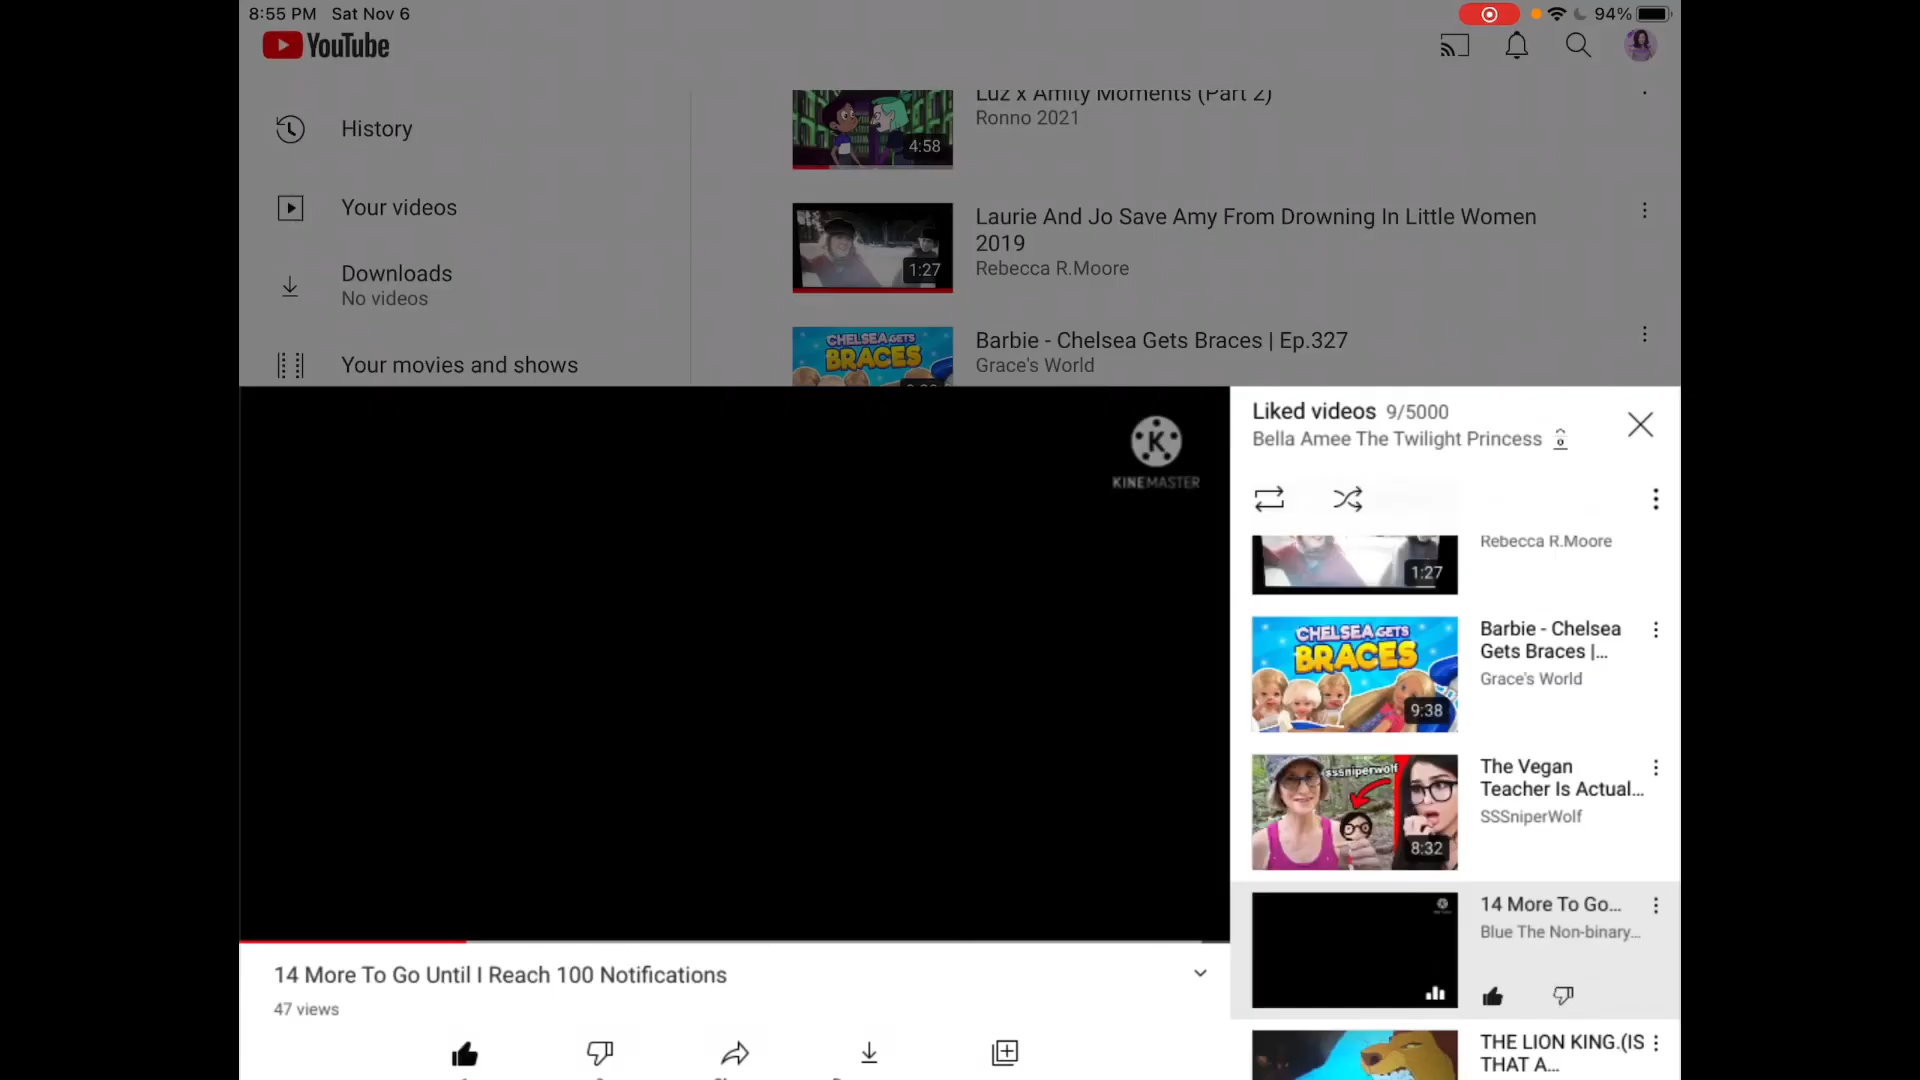 8:55 PM Sat Nov 6
94%
YouTube
History
Your videos
Downloads
No videos
Your movies and shows
Luz x Amity Moments (Part 2)
Ronno 2021
4:58
Laurie And Jo Save Amy From Drowning In Little Women
2019
Rebecca R.Moore
1:27
Barbie - Chelsea Gets Braces | Ep.327
Grace's World
CHELSEA GETS
BRACES
K
KINEMASTER
14 More To Go Until I Reach 100 Notifications
47 views
Liked videos 9/5000
Bella Amee The Twilight Princess
Rebecca R.Moore
1:27
CHELSEA GETS
BRACES
9:38
Barbie - Chelsea
Gets Braces |...
Grace's World
sssniperwolf
8:32
The Vegan
Teacher Is Actual...
SSSniperWolf
14 More To Go...
Blue The Non-binary...
THE LION KING.(IS
THAT A...